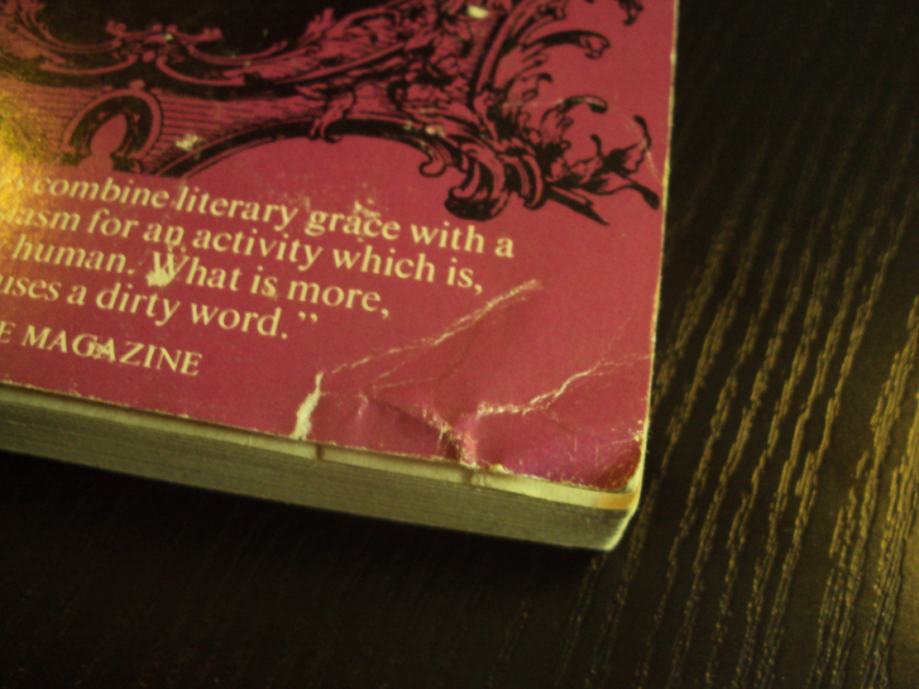 combine literary grace with a
asm for an activity which is,
human. What is more,
uses a dirty word.”
E MAGAZINE